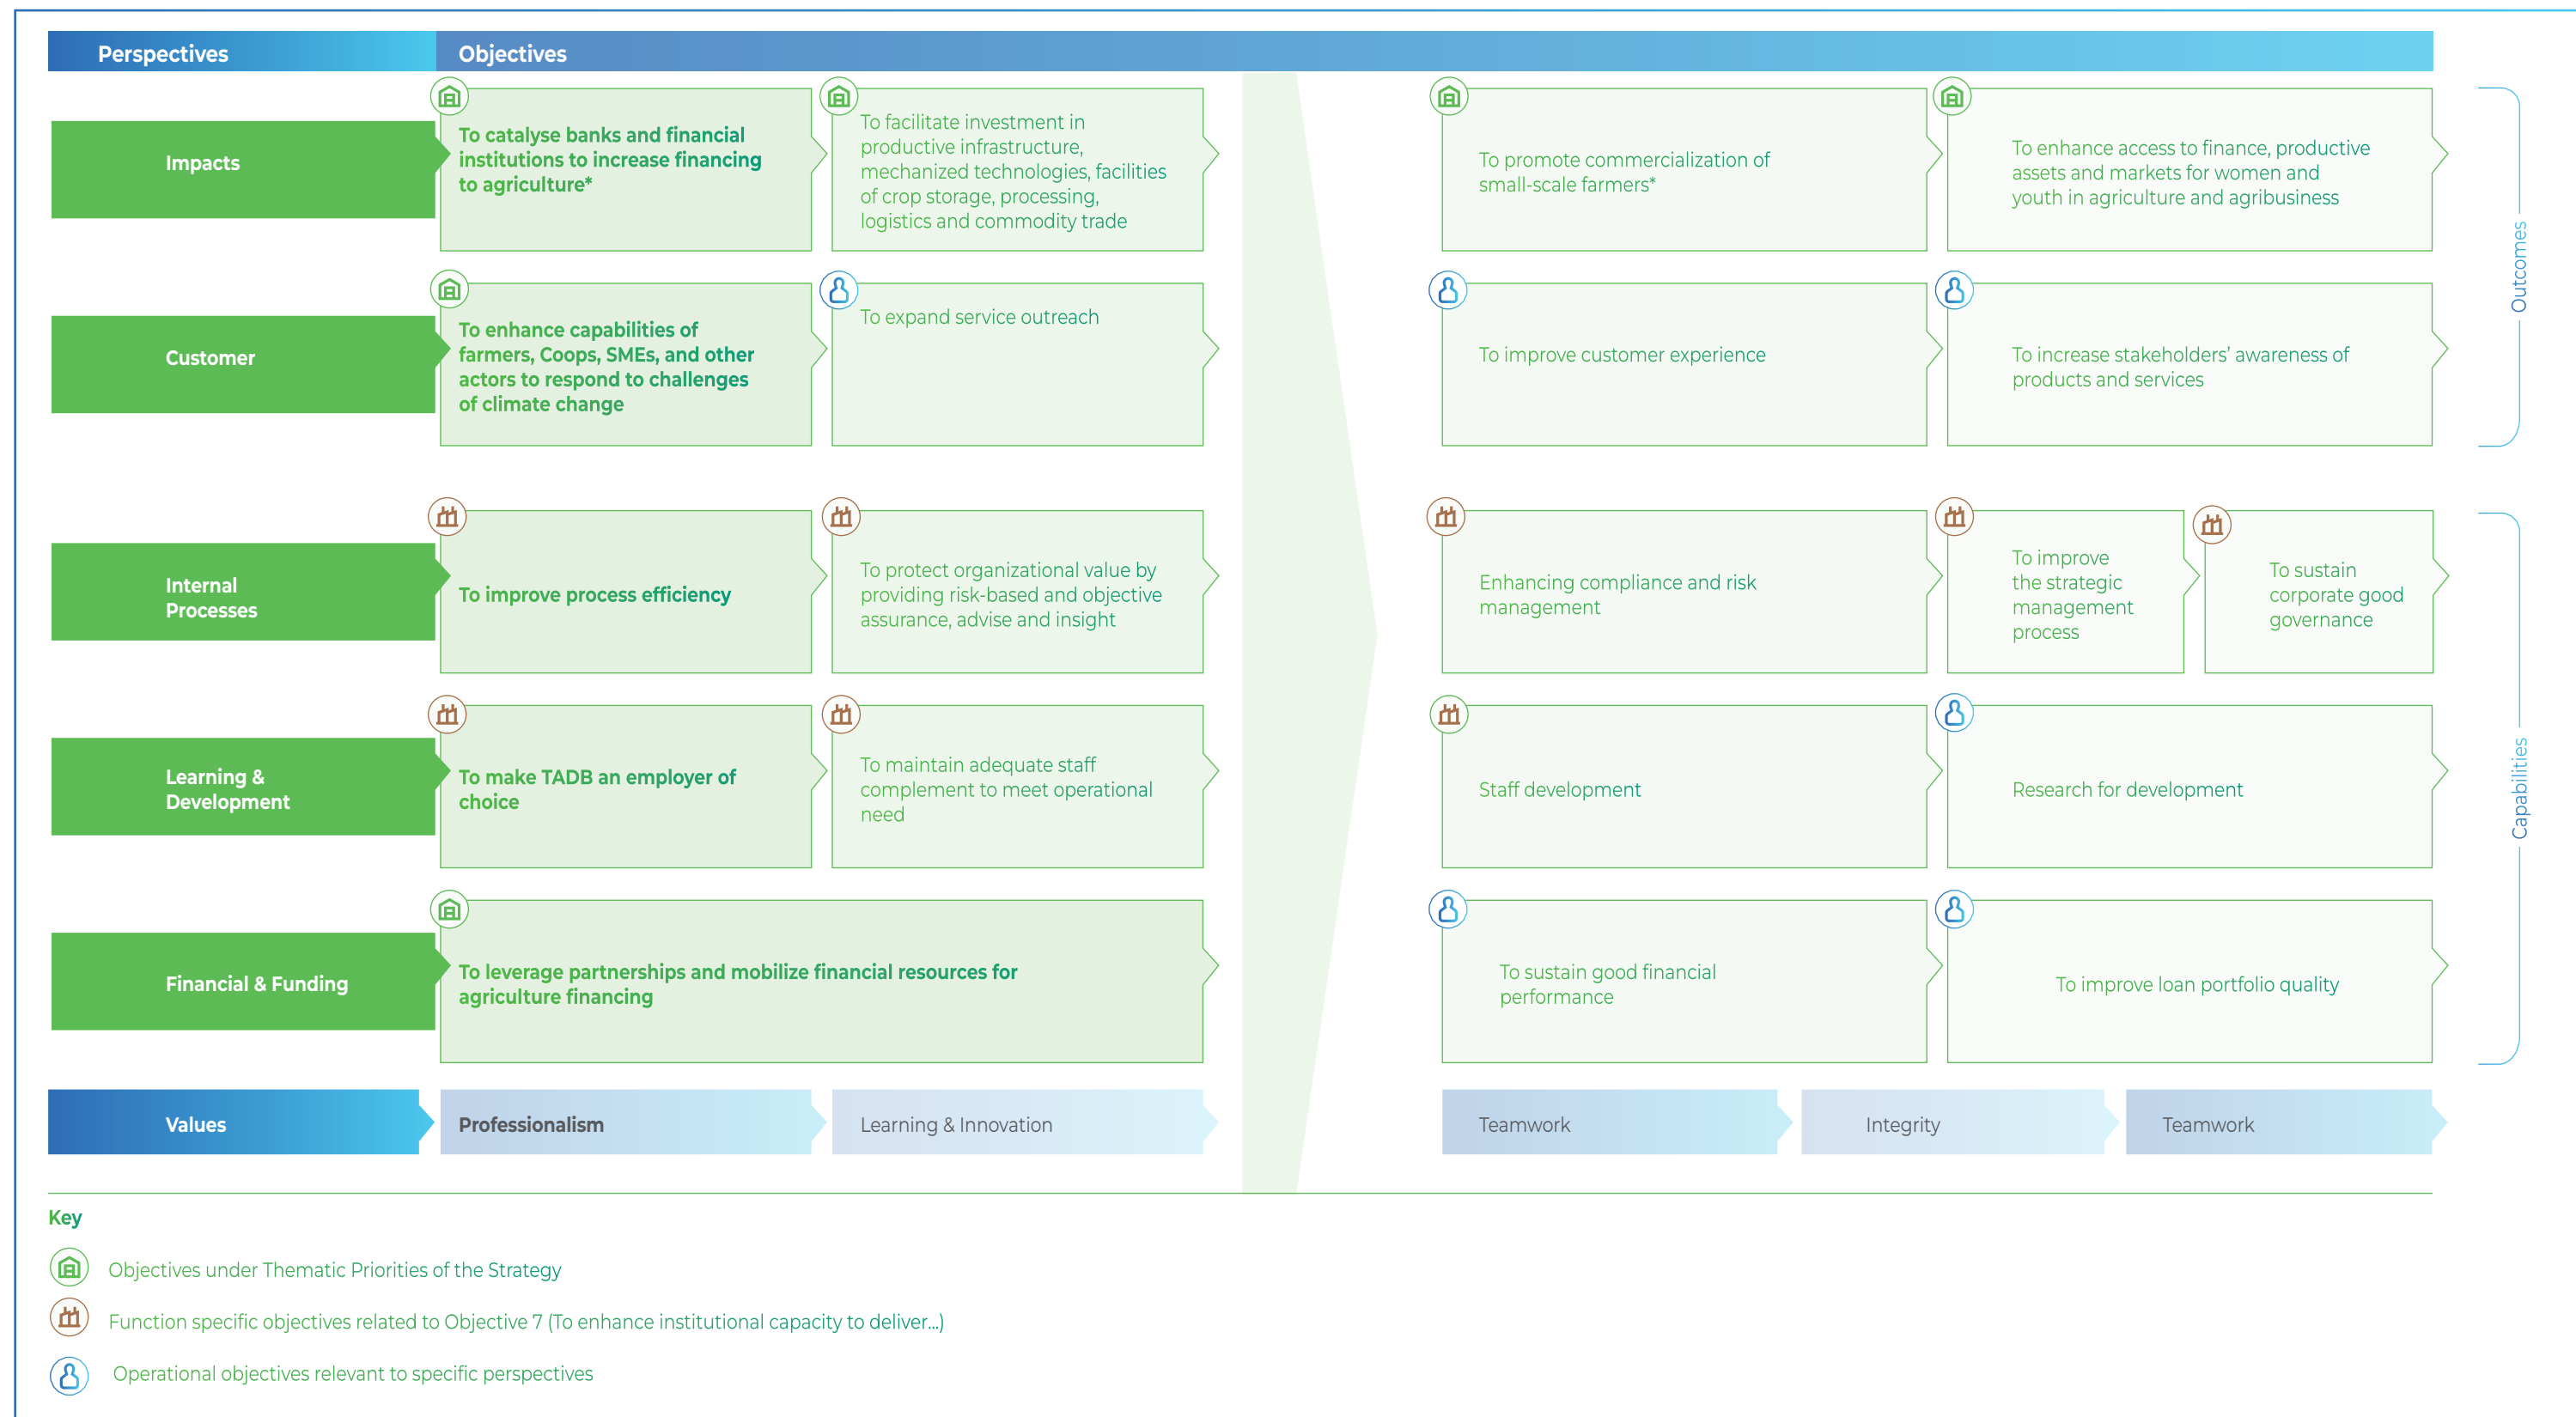 Perspectives
Objectives
Impacts
To catalyse banks and financial
institutions to increase financing
to agriculture*
To facilitate investment in
productive infrastructure,
mechanized technologies, facilities
of crop storage, processing,
logistics and commodity trade
To promote commercialization of
small-scale farmers*
To enhance access to finance, productive
assets and markets for women and
youth in agriculture and agribusiness
Outcomes
Customer
To enhance capabilities of
farmers, Coops, SMEs, and other
actors to respond to challenges
of climate change
To expand service outreach
To improve customer experience
To increase stakeholders’ awareness of
products and services
Internal
Processes
To improve process efficiency
To protect organizational value by
providing risk-based and objective
assurance, advise and insight
Enhancing compliance and risk
management
To improve
the strategic
management
process
To sustain
corporate good
governance
Capabilities
Learning &
Development
To make TADB an employer of
choice
To maintain adequate staff
complement to meet operational
need
Staff development
Research for development
Financial & Funding
To leverage partnerships and mobilize financial resources for
agriculture financing
To sustain good financial
performance
To improve loan portfolio quality
Values
Professionalism
Learning & Innovation
Teamwork
Integrity
Teamwork
Key
Objectives under Thematic Priorities of the Strategy
Function specific objectives related to Objective 7 (To enhance institutional capacity to deliver...)
Operational objectives relevant to specific perspectives